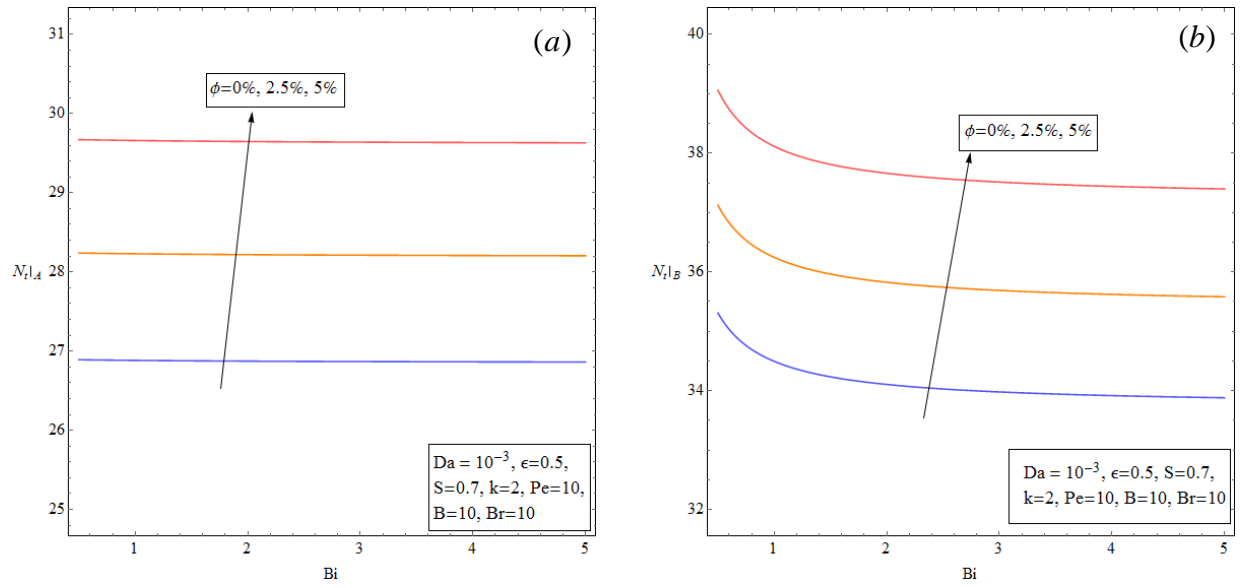 (a)
31
30
29
28
27
26
25
N_t|_A
ϕ=0%, 2.5%, 5%
Da = 10^{-3}, ϵ=0.5,
S=0.7, k=2, Pe=10,
B=10, Br=10
1 2 3 4 5
Bi
(b)
40
38
36
34
32
N_t|_B
ϕ=0%, 2.5%, 5%
Da = 10^{-3}, ϵ=0.5, S=0.7,
k=2, Pe=10, B=10, Br=10
1 2 3 4 5
Bi